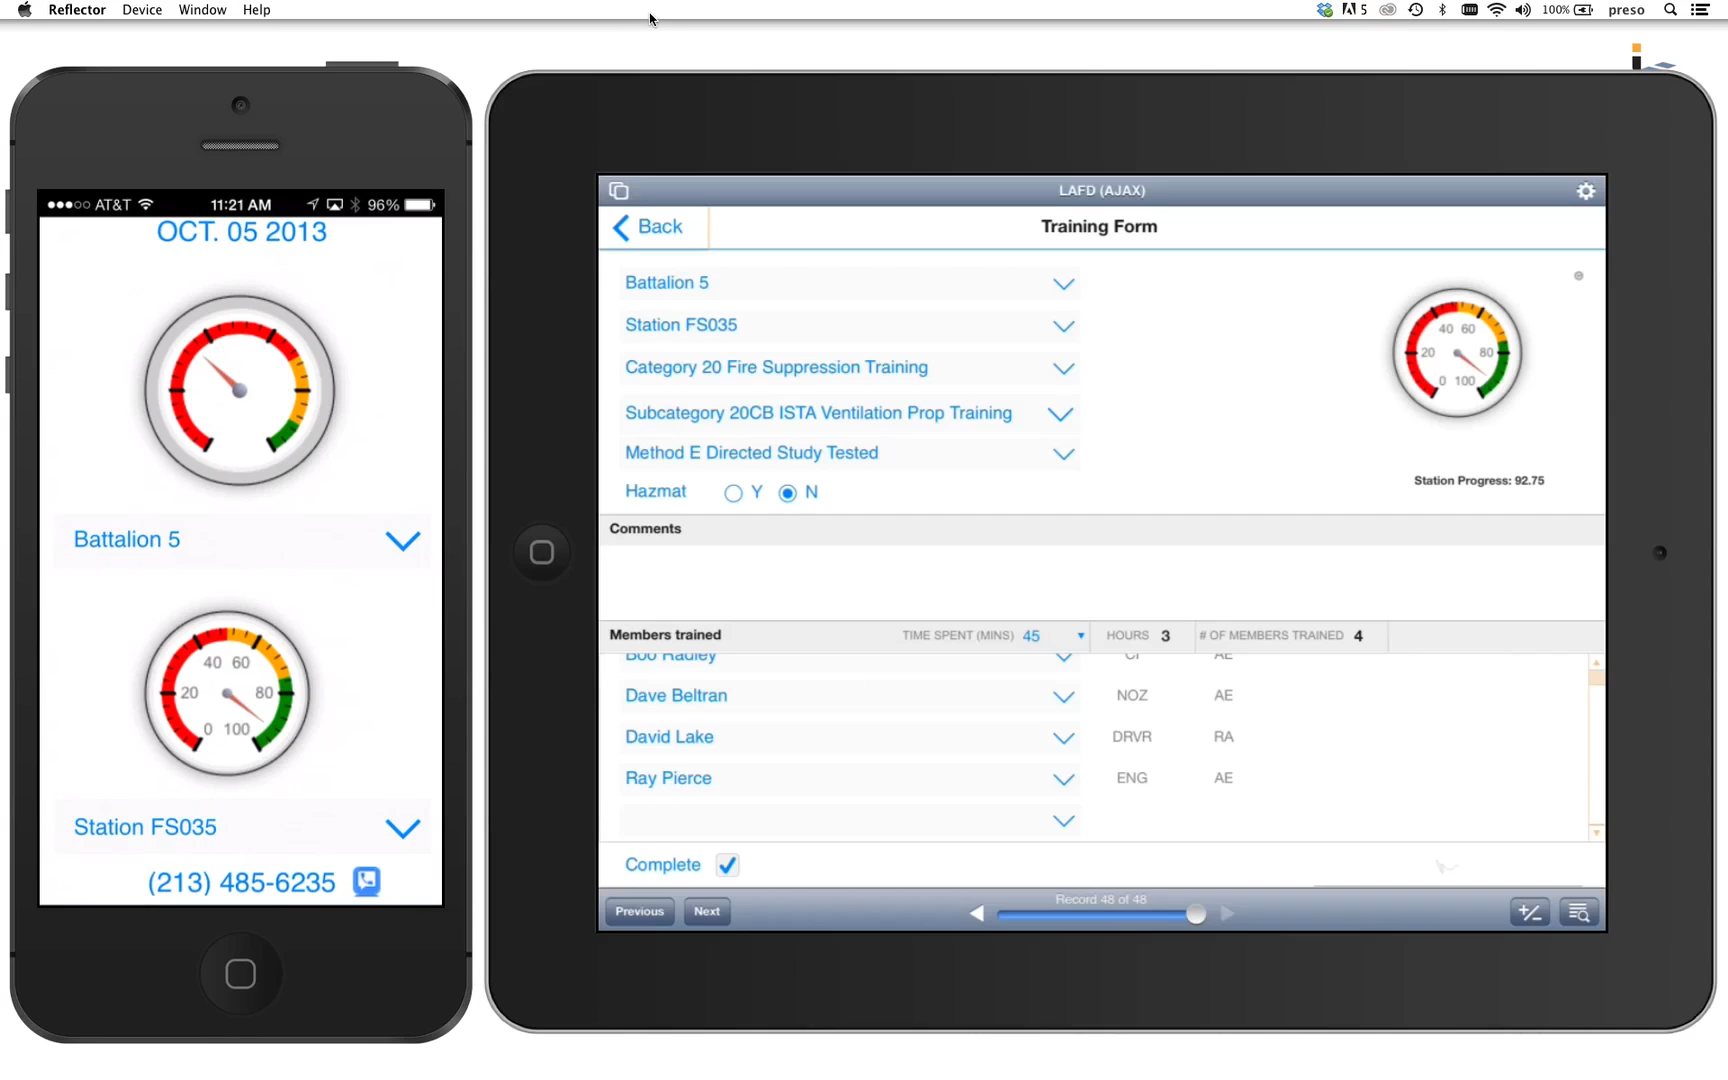 Reflector Device Window Help
5 100% preso
AT&T 11:21 AM 96%
OCT. 05 2013
Battalion 5
40 60
20 80
0 100
Station FS035
(213) 485-6235
LAFD (AJAX)
Back Training Form
Battalion 5
Station FS035
Category 20 Fire Suppression Training
Subcategory 20CB ISTA Ventilation Prop Training
Method E Directed Study Tested
Hazmat Y N
40 60
20 80
0 100
Station Progress: 92.75
Comments
Members trained TIME SPENT (MINS) 45 HOURS 3 # OF MEMBERS TRAINED 4
Boo Radley AE
Dave Beltran NOZ AE
David Lake DRVR RA
Ray Pierce ENG AE
Complete
Previous Next Record 48 of 48